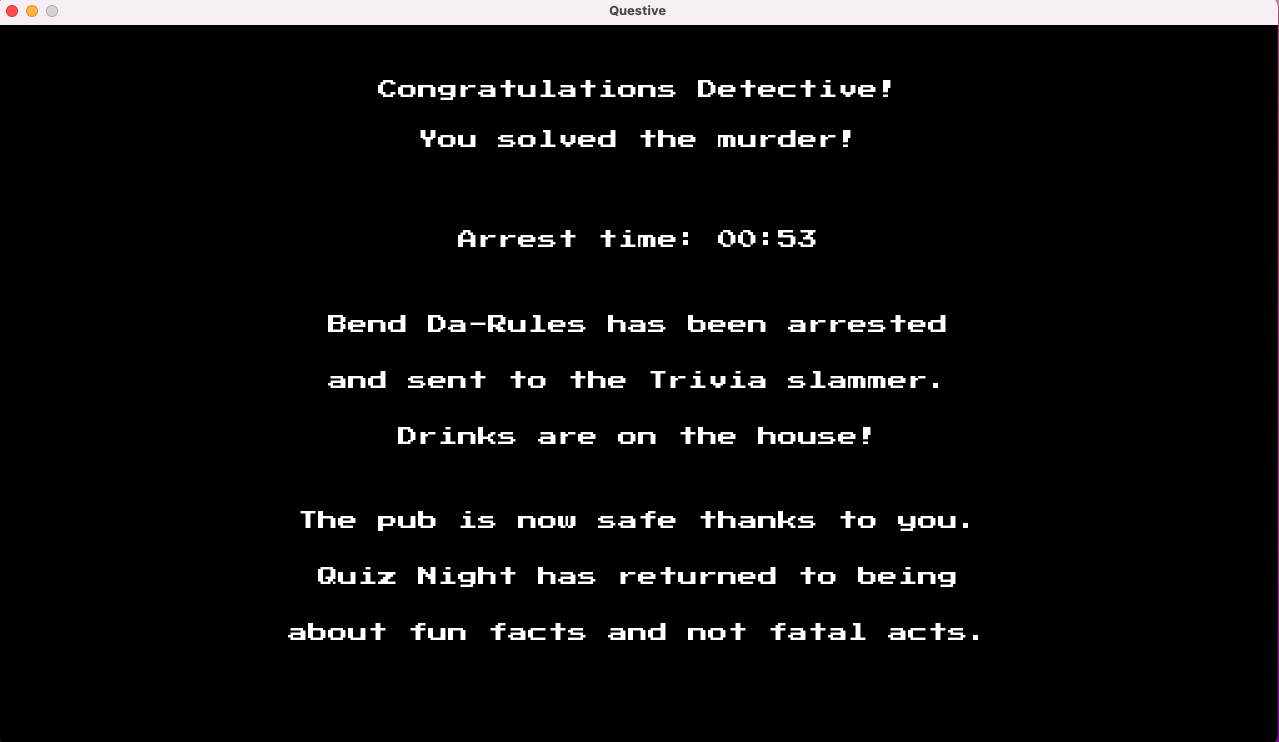 Questive
Congratulations Detective!
You solved the murder!
Arrest time: 00:53
Bend Da-Rules has been arrested
and sent to the Trivia slammer.
Drinks are on the house!
The pub is now safe thanks to you.
Quiz Night has returned to being
about fun facts and not fatal acts.